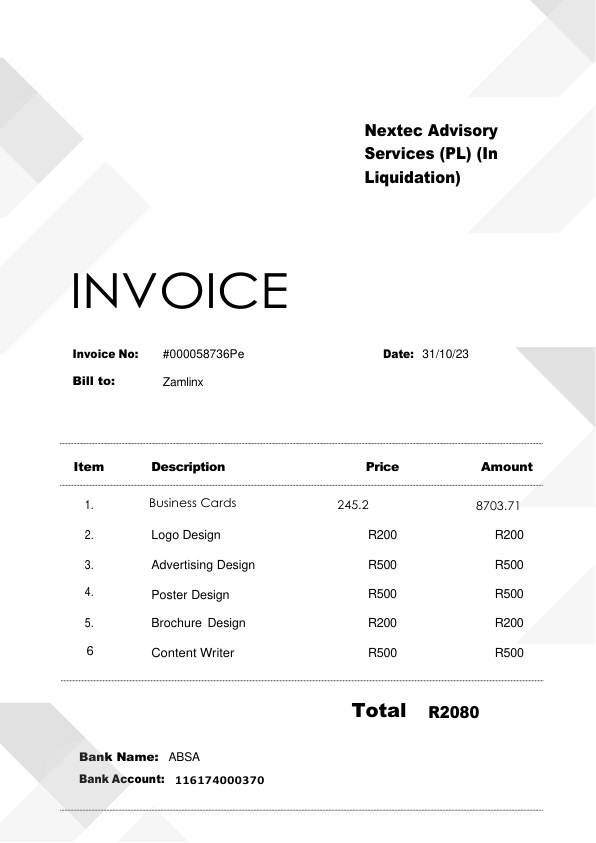 Nextec Advisory
Services (PL) (In
Liquidation)
INVOICE
Invoice No: #000058736Pe Date: 31/10/23
Bill to: Zamlinx
Item Description Price Amount
1. Business Cards 245.2 8703.71
2. Logo Design R200 R200
3. Advertising Design R500 R500
4. Poster Design R500 R500
5. Brochure Design R200 R200
6 Content Writer R500 R500
Total R2080
Bank Name: ABSA
Bank Account: 116174000370